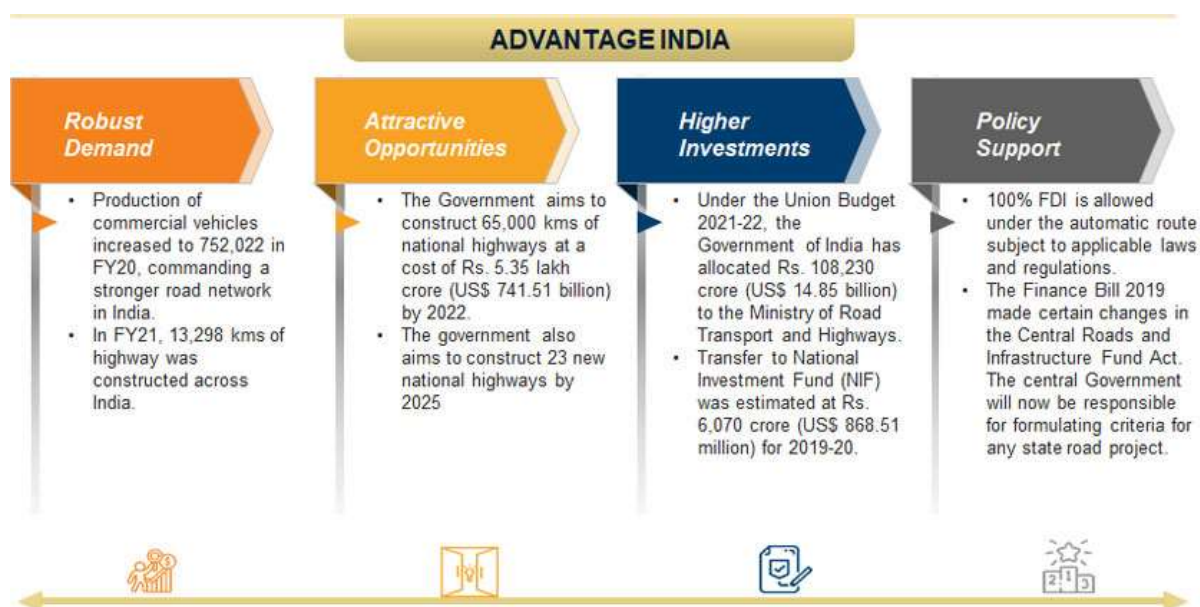 ADVANTAGE INDIA
Robust
Demand
• Production of
commercial vehicles
increased to 752,022 in
FY20, commanding a
stronger road network
in India.
• In FY21, 13,298 kms of
highway was
constructed across
India.
Attractive
Opportunities
• The Government aims to
construct 65,000 kms of
national highways at a
cost of Rs. 5.35 lakh
crore (US$ 741.51 billion)
by 2022.
• The government also
aims to construct 23 new
national highways by
2025
Higher
Investments
• Under the Union Budget
2021-22, the
Government of India has
allocated Rs. 108,230
crore (US$ 14.85 billion)
to the Ministry of Road
Transport and Highways.
• Transfer to National
Investment Fund (NIF)
was estimated at Rs.
6,070 crore (US$ 868.51
million) for 2019-20.
Policy
Support
• 100% FDI is allowed
under the automatic route
subject to applicable laws
and regulations.
• The Finance Bill 2019
made certain changes in
the Central Roads and
Infrastructure Fund Act.
The central Government
will now be responsible
for formulating criteria for
any state road project.
2 1 3